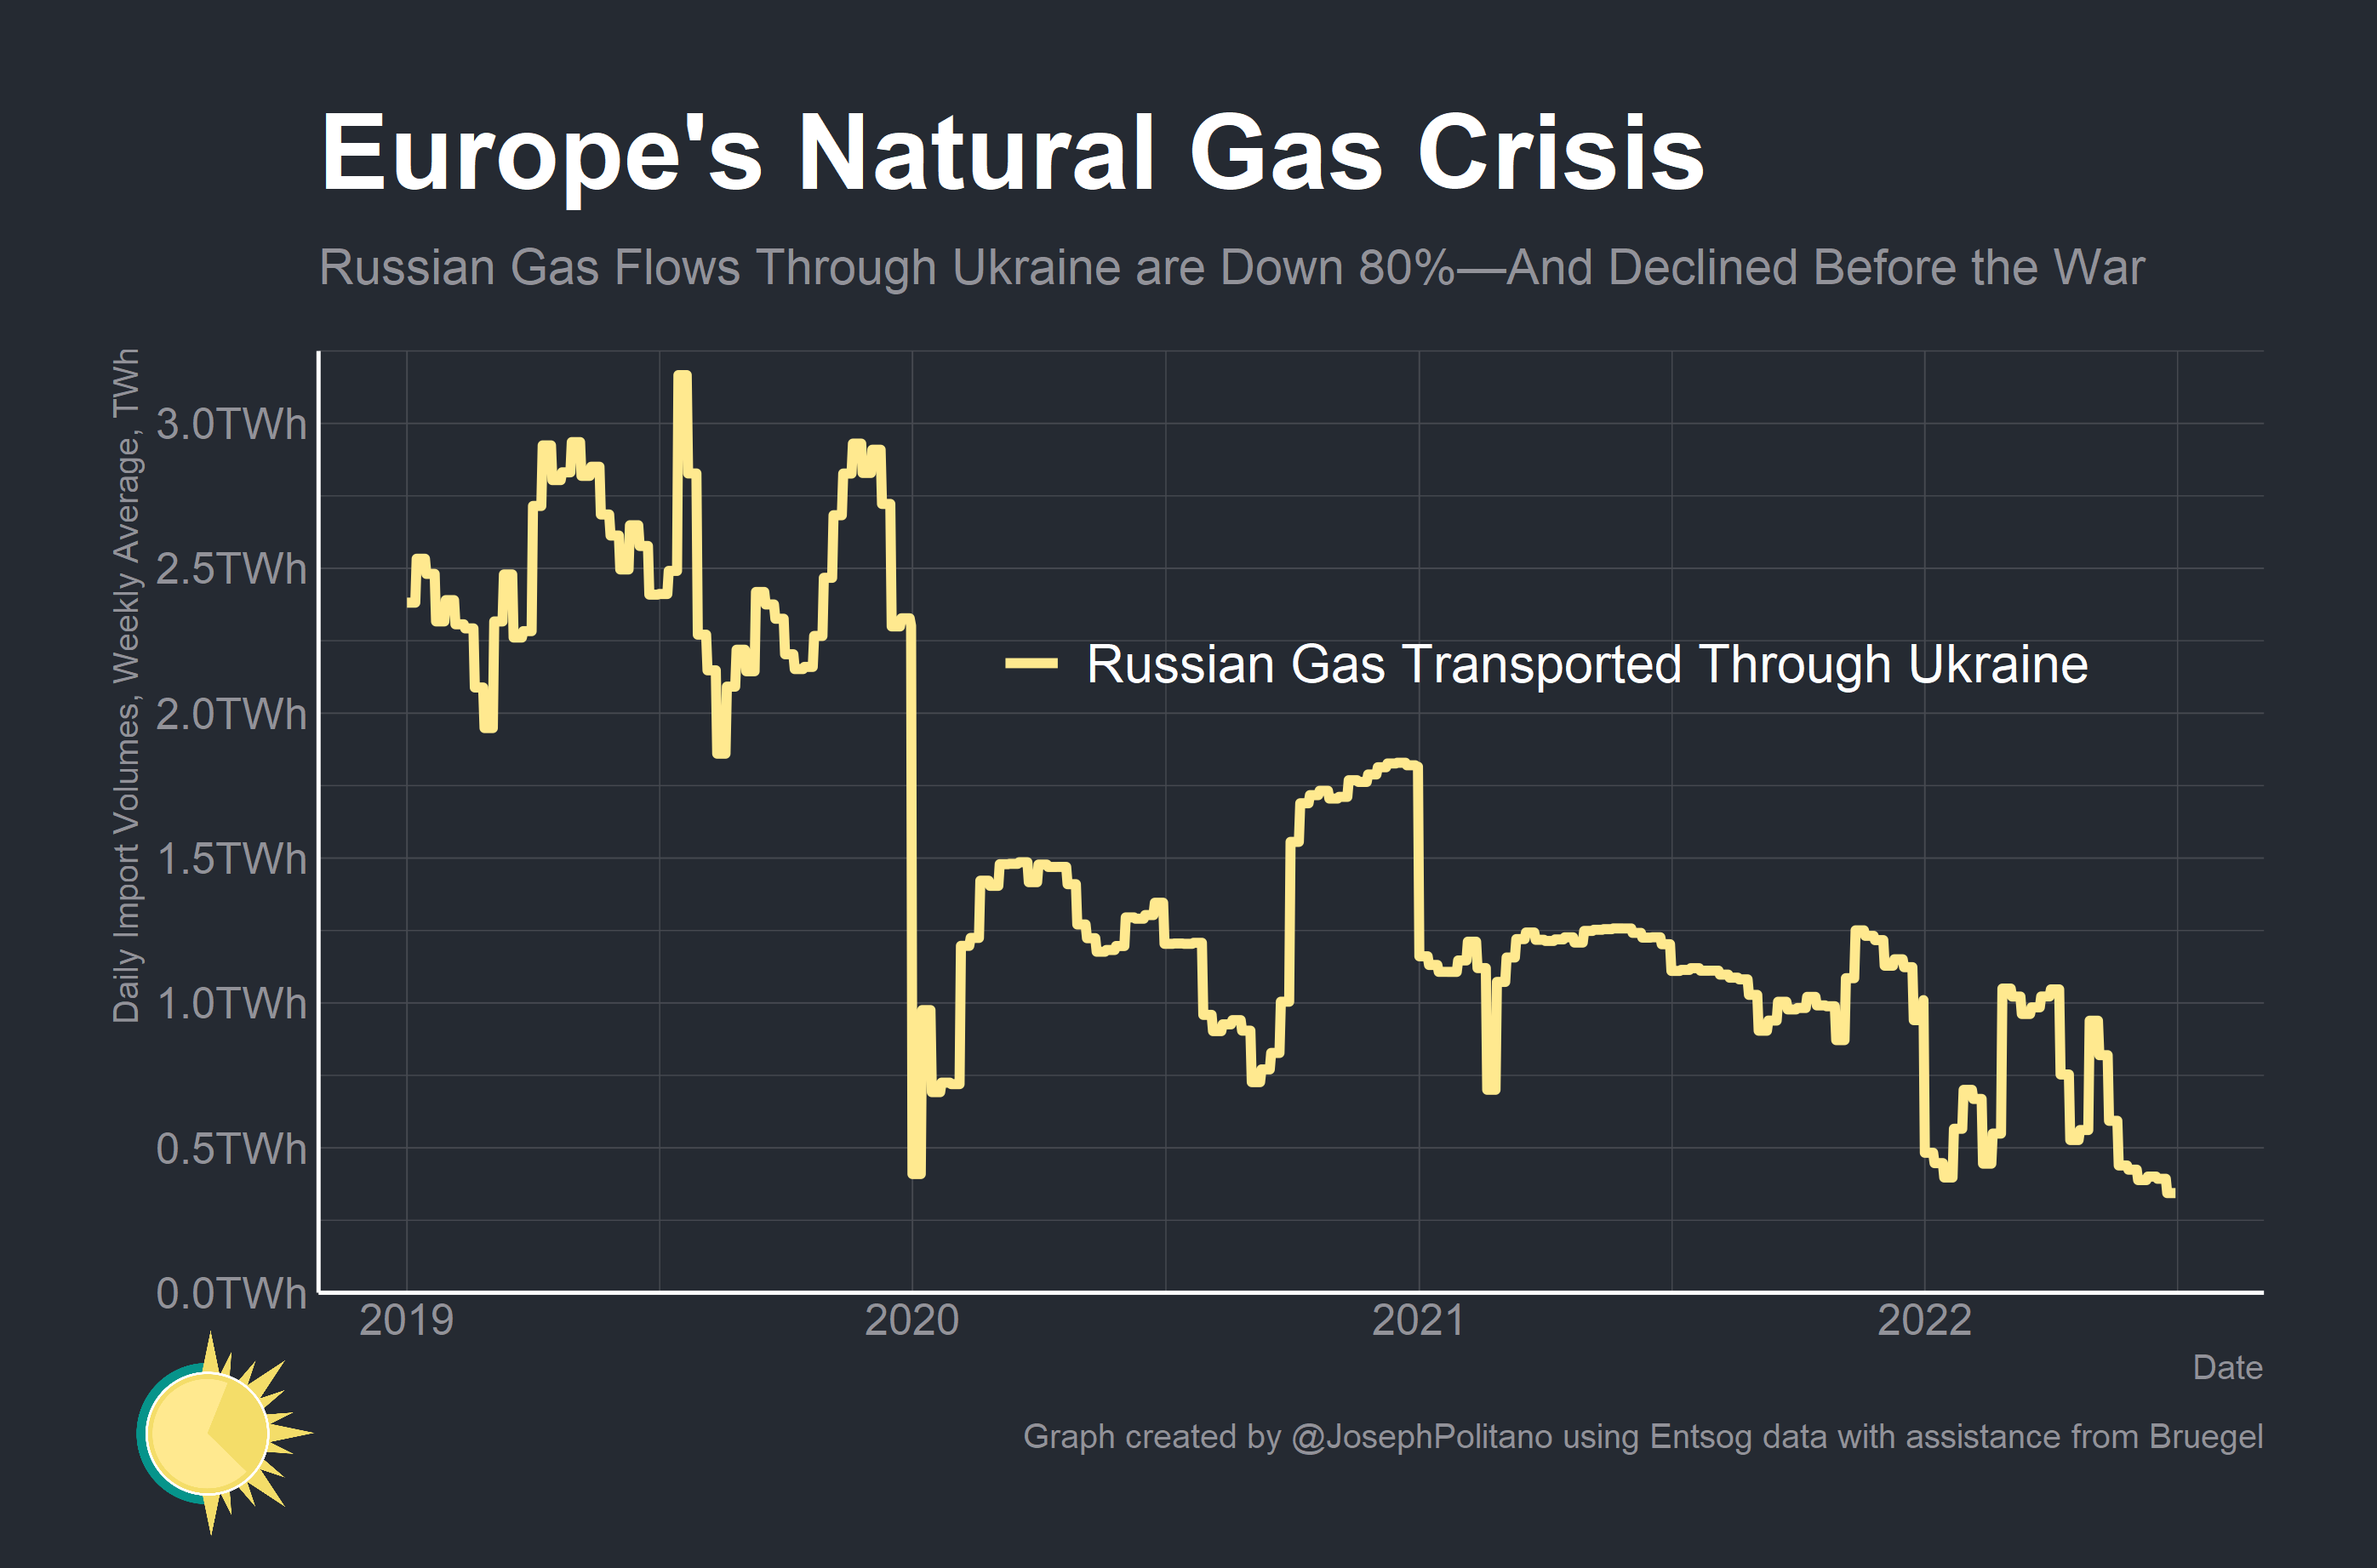 Europe's Natural Gas Crisis
Russian Gas Flows Through Ukraine are Down 80%—And Declined Before the War
Daily Import Volumes, Weekly Average, TWh
3.0TWh
2.5TWh
2.0TWh
1.5TWh
1.0TWh
0.5TWh
0.0TWh
Russian Gas Transported Through Ukraine
2019
2020
2021
2022
Date
Graph created by @JosephPolitano using Entsog data with assistance from Bruegel